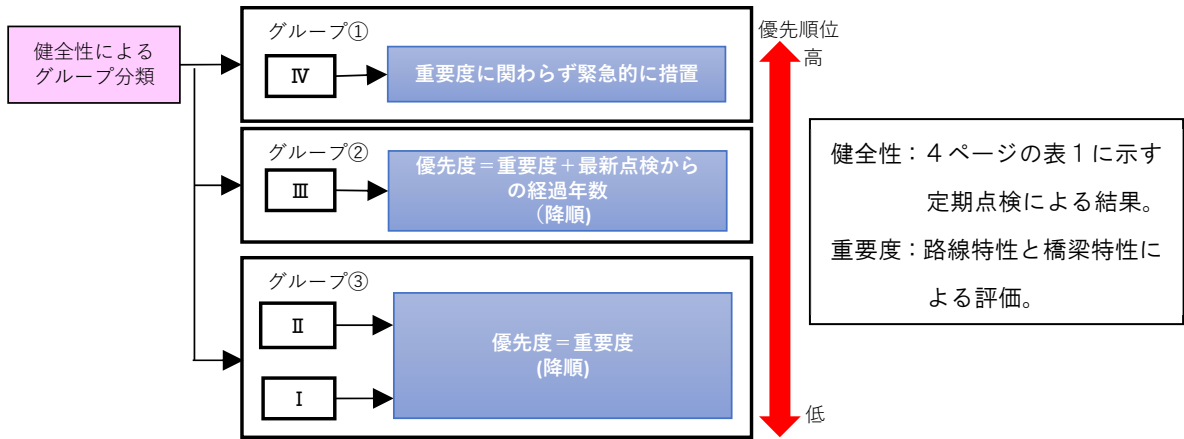 健全性による
グループ分類
グループ①
Ⅳ
重要度に関わらず緊急的に措置
グループ②
Ⅲ
優先度＝重要度＋最新点検から
の経過年数
（降順)
グループ③
Ⅱ
Ⅰ
優先度＝重要度
(降順)
優先順位
高
低
健全性：４ページの表１に示す
定期点検による結果。
重要度：路線特性と橋梁特性に
よる評価。